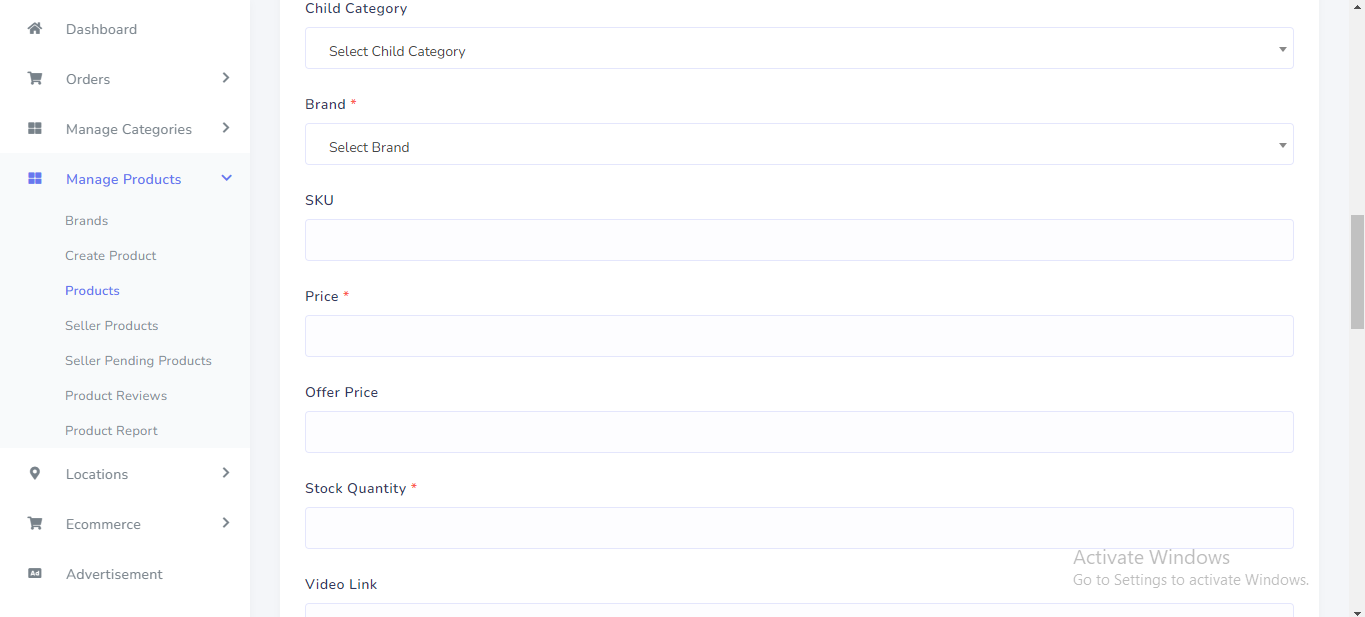 Dashboard
Orders
Manage Categories
Manage Products
Brands
Create Product
Products
Seller Products
Seller Pending Products
Product Reviews
Product Report
Locations
Ecommerce
Ad
Advertisement
Child Category
Select Child Category
Brand *
Select Brand
SKU
Price *
Offer Price
Stock Quantity *
Video Link
Activate Windows
Go to Settings to activate Windows.